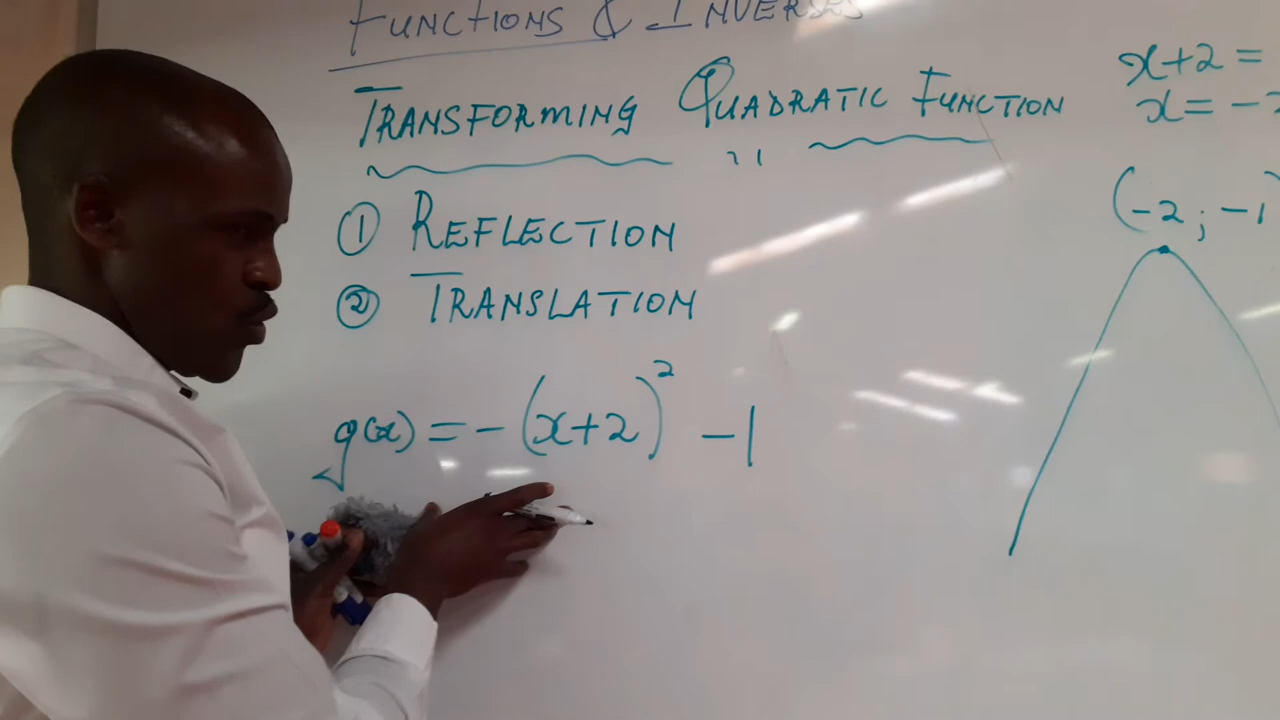 FUNCTIONS & INVERSES
TRANSFORMING QUADRATIC FUNCTION
① REFLECTION
② TRANSLATION
g(x) = -(x+2)² -1
x+2 =
x = -2
(-2 ; -1)